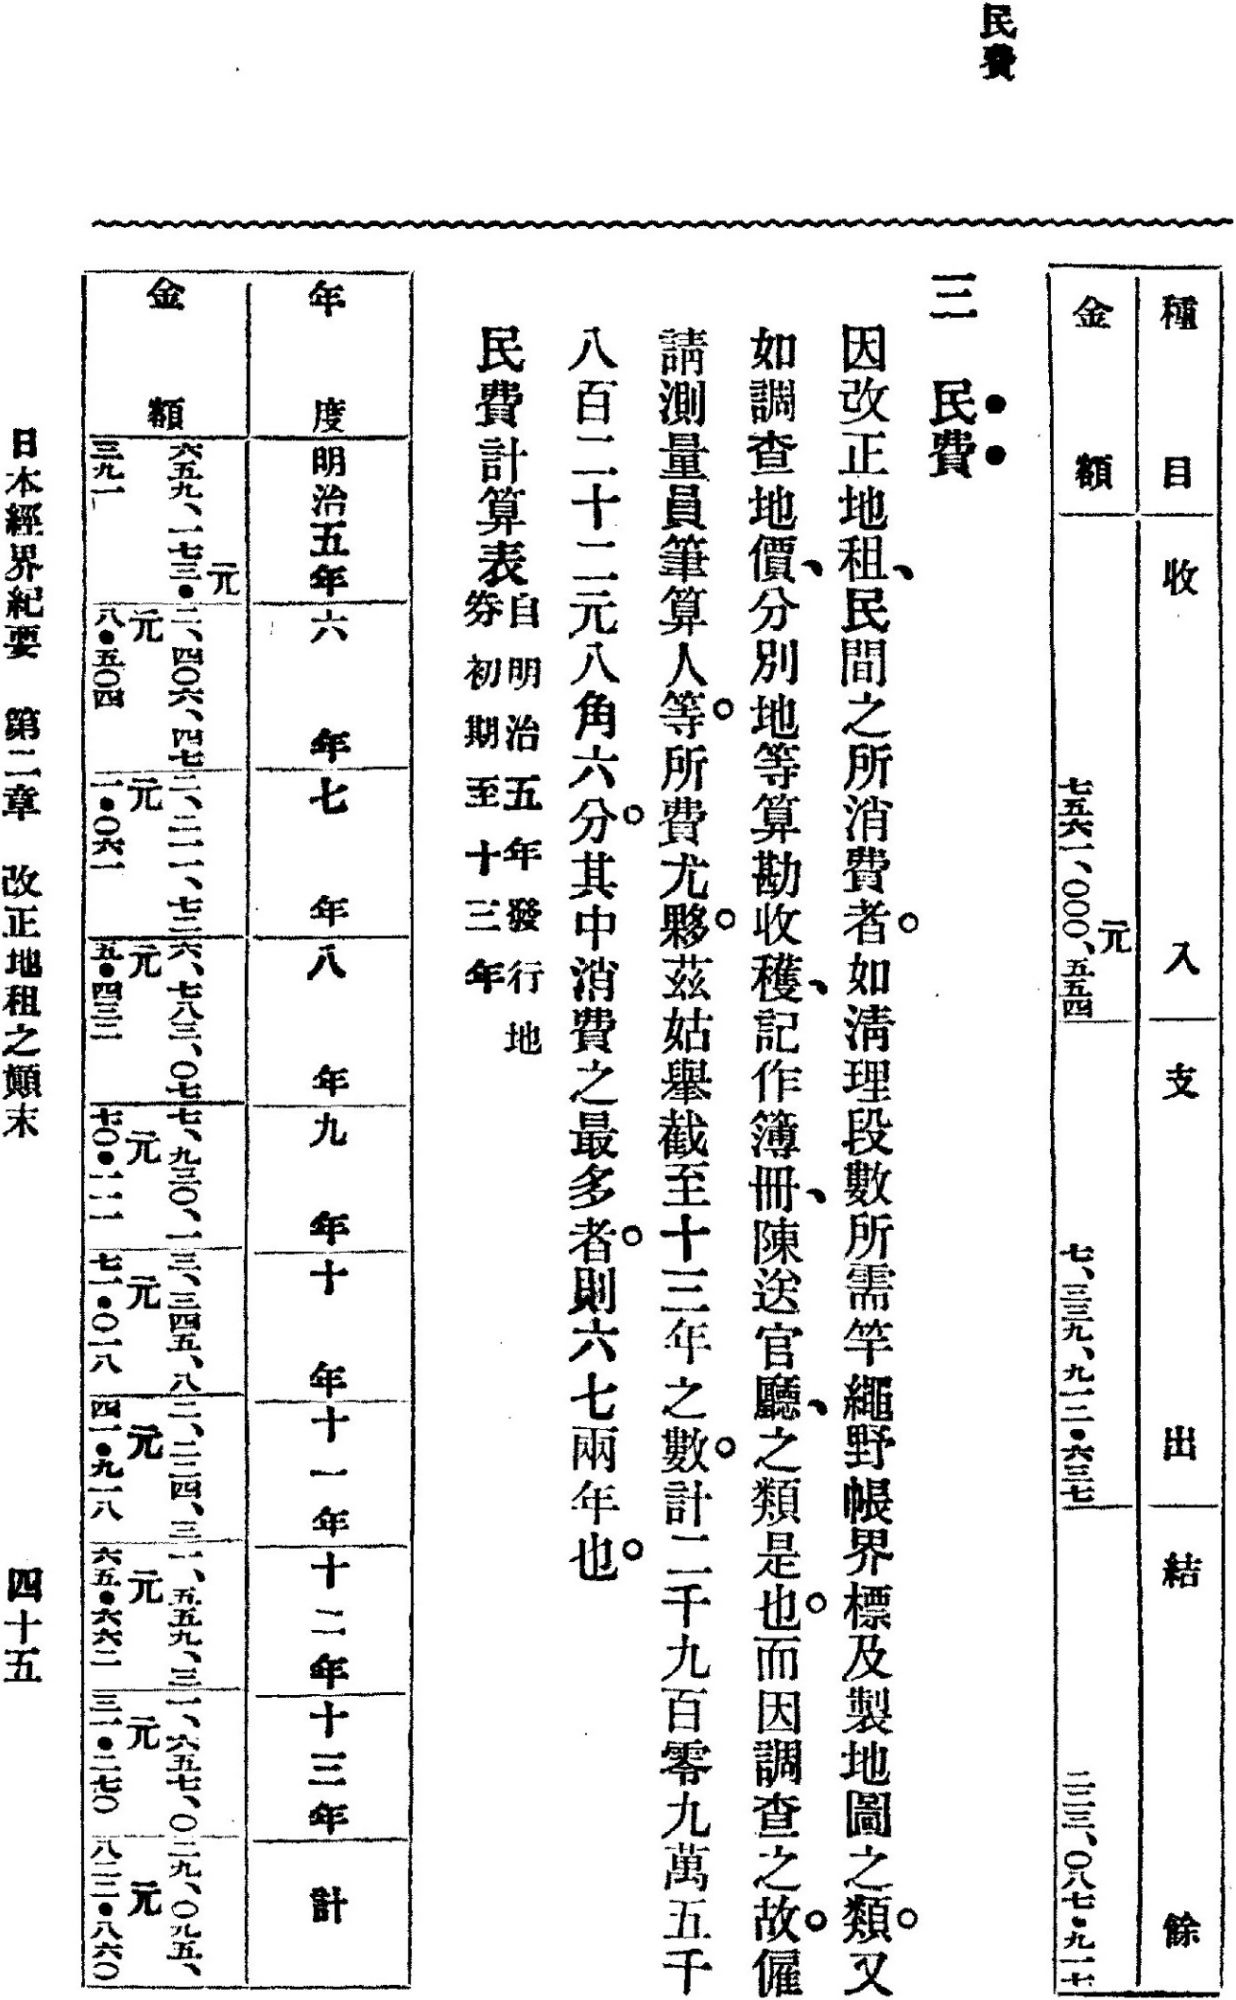 民費
種目　收入　支出　結餘
金額　七五六一、〇〇〇、五五四元　七、三三九、九一二・六三七　二二三、〇八七・九一七
三　民費
因改正地租、民間之所消費者。如淸理段數所需竿繩野帳界標及製地圖之類。又
如調查地價、分別地等算勘收穫、記作簿冊、陳送官廳、之類是也。而因調查之故。僱
請測量員筆算人等。所費尤夥。茲姑舉截至十三年之數。計二千九百零九萬五千
八百二十二元八角六分。其中消費之最多者。則六七兩年也。
民費計算表 自明治五年發行地
券初期至十三年
年度　明治五年　六年　七年　八年　九年　十年　十一年　十二年　十三年　計
金額　六五九、一七三・三九一元　二、四〇六、四七八・五〇四元　二、二一一、七二一・〇六一元　六、七八三、〇七五・四三二元　七、九三〇、一七〇・一一一元　三、三四五、八七一・〇一八元　二、二二四、三四一・九一八元　一、五五九、三六五・六六二元　一、六五七、〇三一・二七〇元　二九、〇九五、八二二・八六〇元
日本經界紀要　第二章　改正地租之顚末　四十五